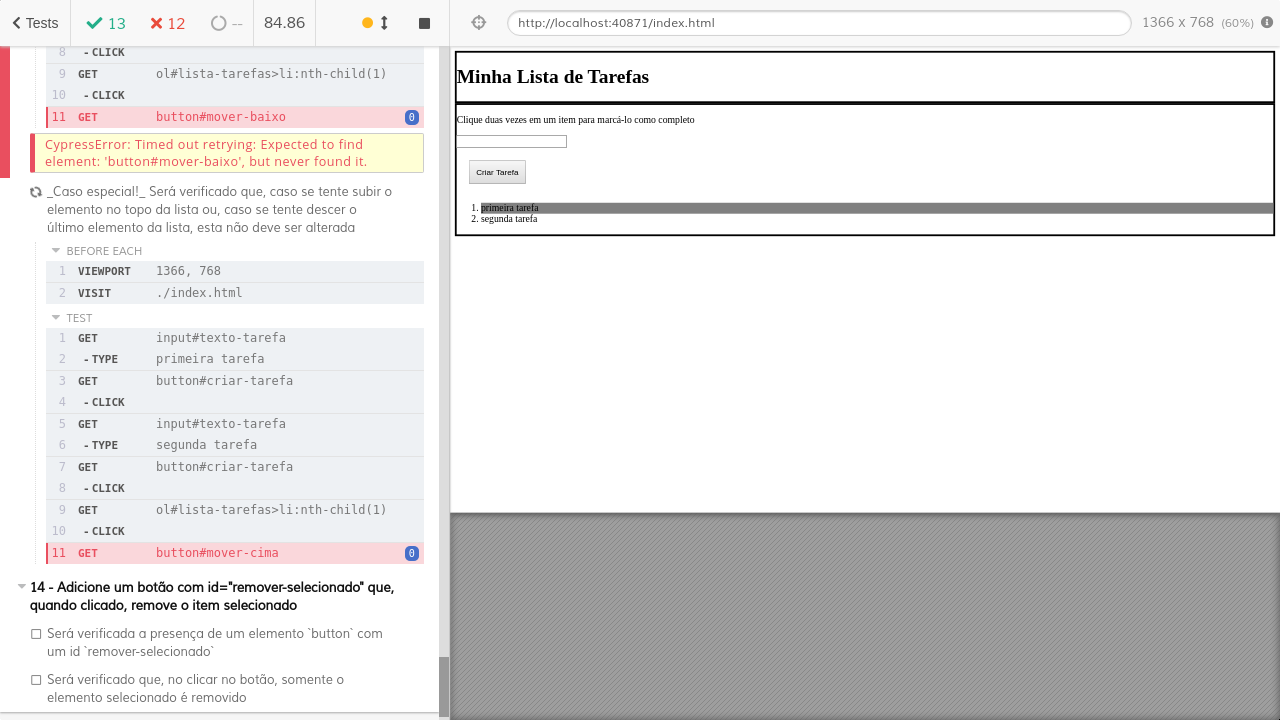 Tests 13 12 -- 84.86
http://localhost:40871/index.html 1366 x 768 (60%)
8 - CLICK
9 GET ol#lista-tarefas>li:nth-child(1)
10 - CLICK
11 GET button#mover-baixo 0
CypressError: Timed out retrying: Expected to find
element: 'button#mover-baixo', but never found it.
_Caso especial!_ Será verificado que, caso se tente subir o
elemento no topo da lista ou, caso se tente descer o
último elemento da lista, esta não deve ser alterada
BEFORE EACH
1 VIEWPORT 1366, 768
2 VISIT ./index.html
TEST
1 GET input#texto-tarefa
2 - TYPE primeira tarefa
3 GET button#criar-tarefa
4 - CLICK
5 GET input#texto-tarefa
6 - TYPE segunda tarefa
7 GET button#criar-tarefa
8 - CLICK
9 GET ol#lista-tarefas>li:nth-child(1)
10 - CLICK
11 GET button#mover-cima 0
14 - Adicione um botão com id="remover-selecionado" que,
quando clicado, remove o item selecionado
Será verificada a presença de um elemento `button` com
um id `remover-selecionado`
Será verificado que, no clicar no botão, somente o
elemento selecionado é removido
Minha Lista de Tarefas
Clique duas vezes em um item para marcá-lo como completo
Criar Tarefa
1. primeira tarefa
2. segunda tarefa